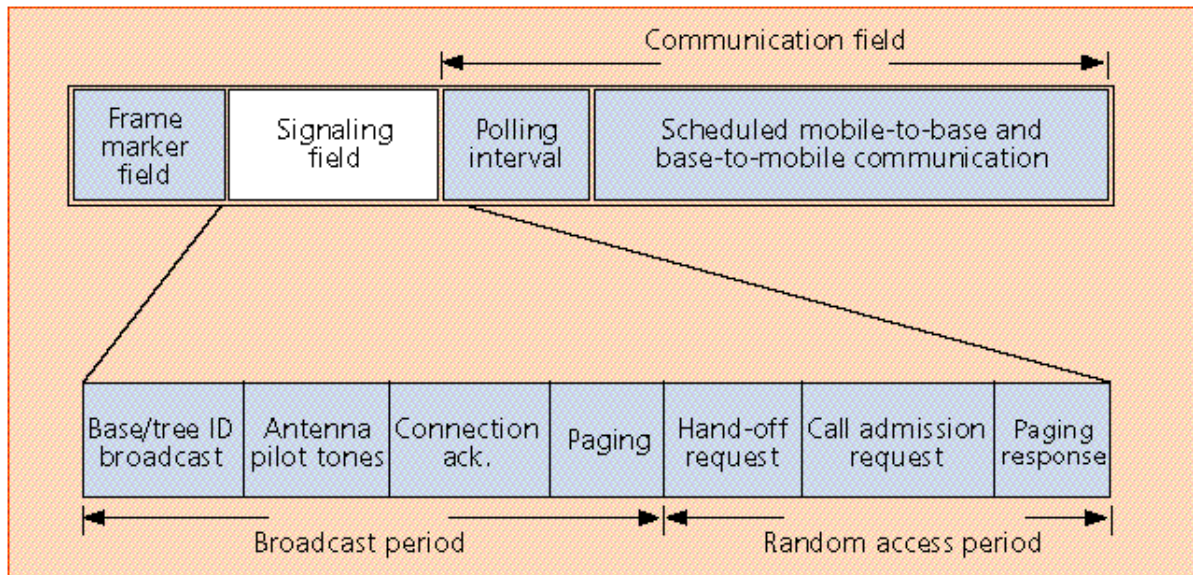 Communication field
Frame
marker
field
Signaling
field
Polling
interval
Scheduled mobile-to-base and
base-to-mobile communication
Base/tree ID
broadcast
Antenna
pilot tones
Connection
ack.
Paging
Hand-off
request
Call admission
request
Paging
response
Broadcast period
Random access period